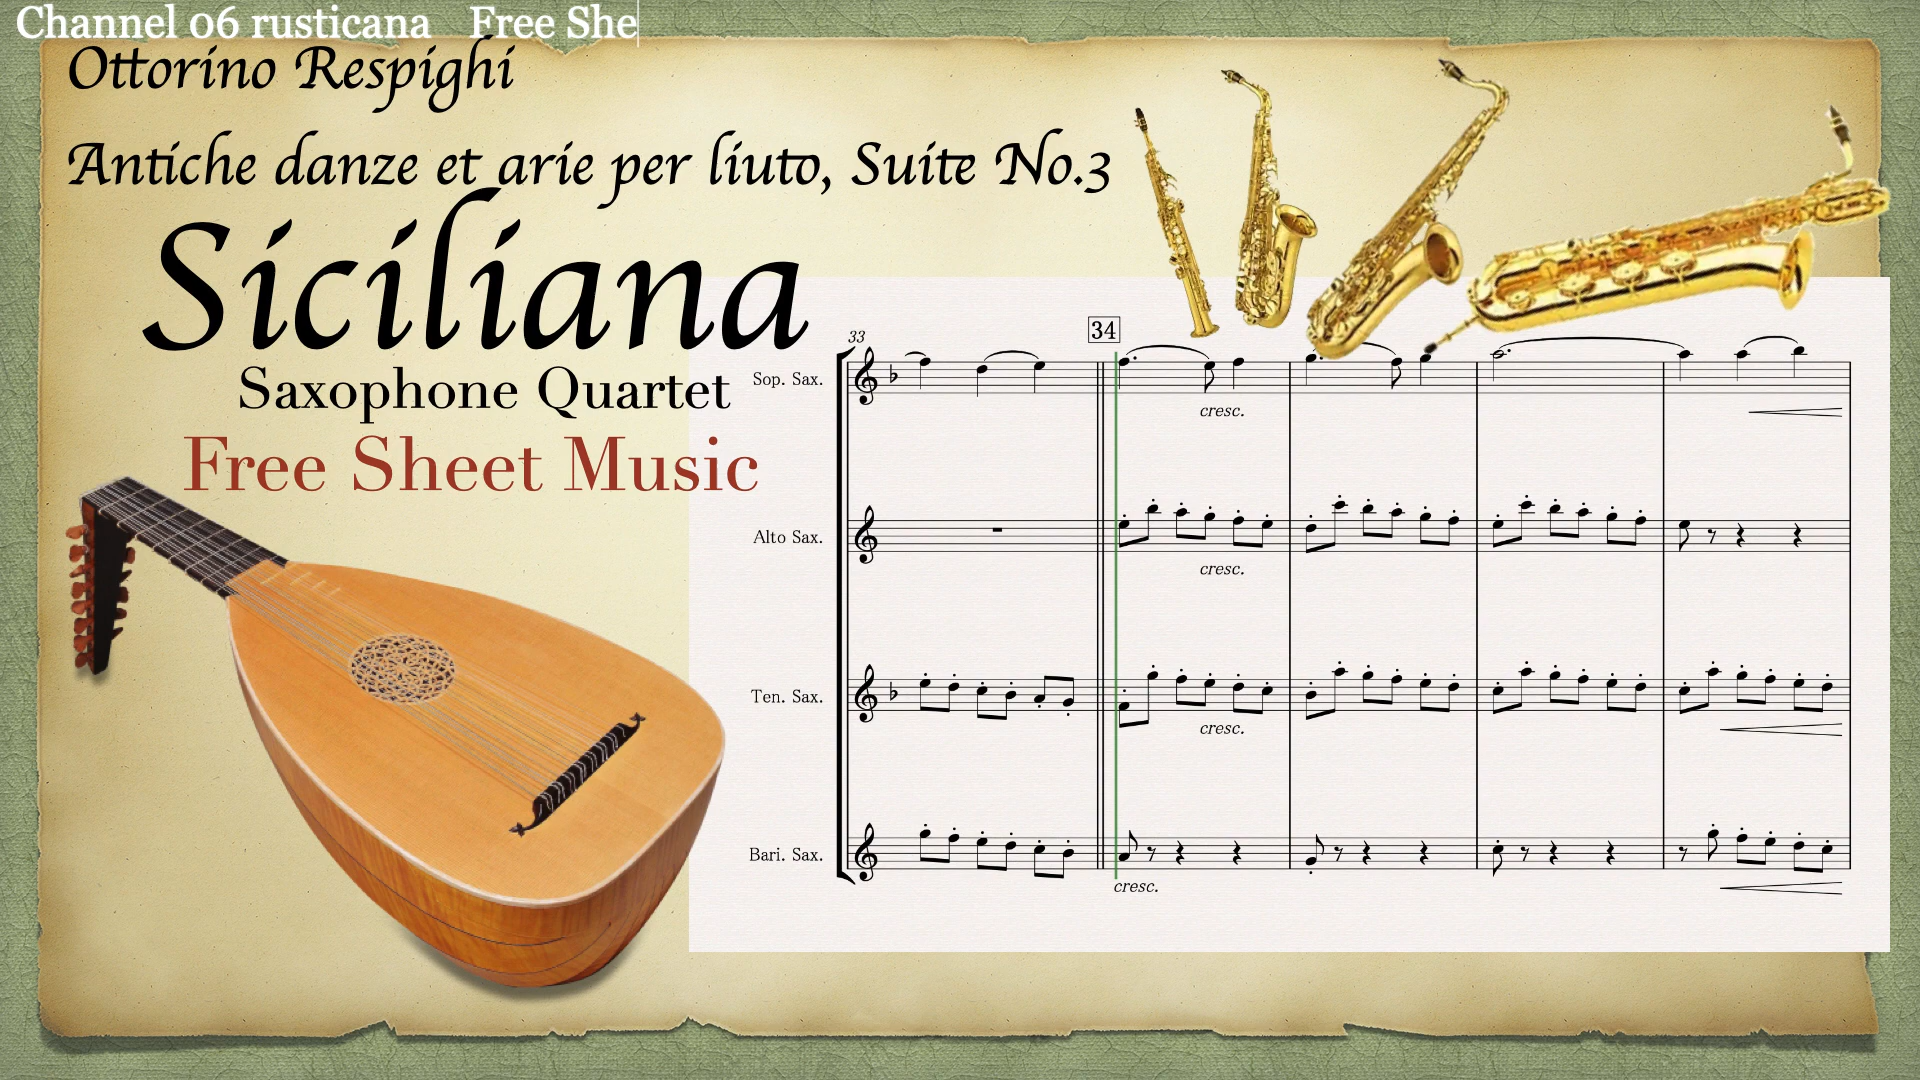 Channel 06 rusticana Free She
Ottorino Respighi
Antiche danze et arie per liuto, Suite No.3
Siciliana
Saxophone Quartet
Free Sheet Music
33
34
Sop. Sax.
cresc.
Alto Sax.
cresc.
Ten. Sax.
cresc.
Bari. Sax.
cresc.